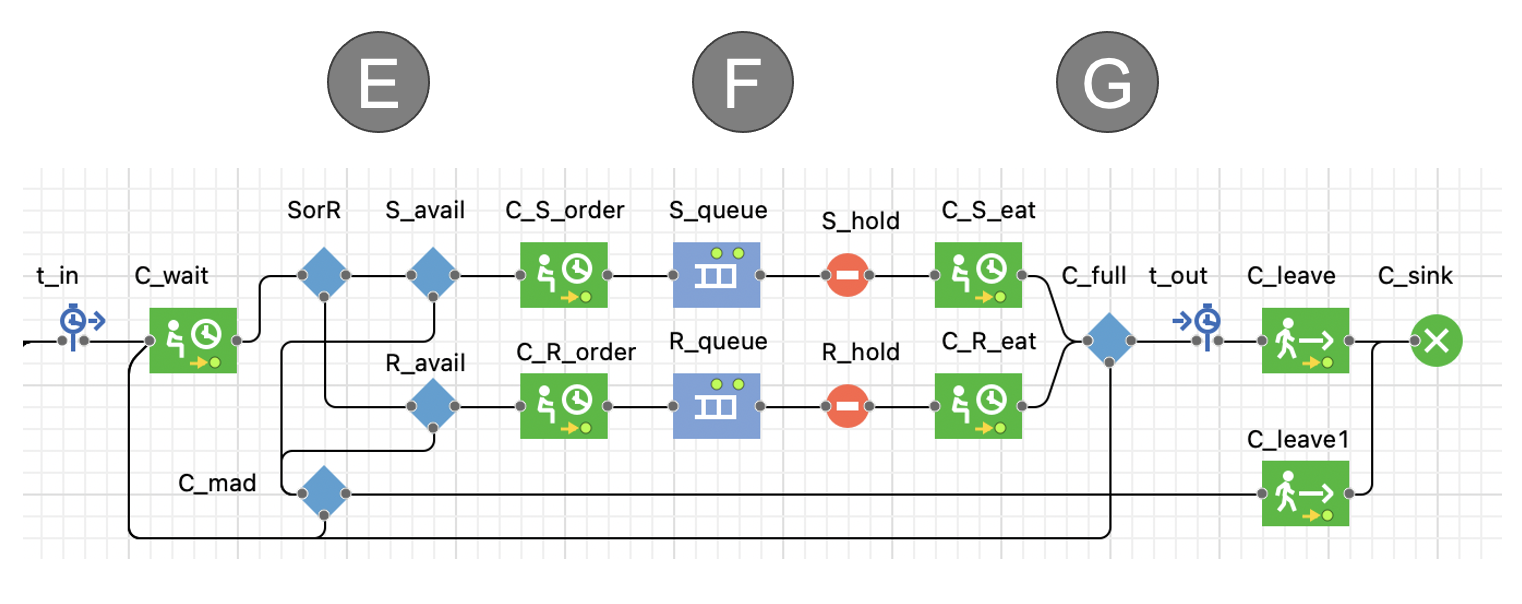 E
F
G
SorR
S_avail
C_S_order
S_queue
S_hold
C_S_eat
t_in
C_wait
C_full
t_out
C_leave
C_sink
R_avail
C_R_order
R_queue
R_hold
C_R_eat
C_mad
C_leave1